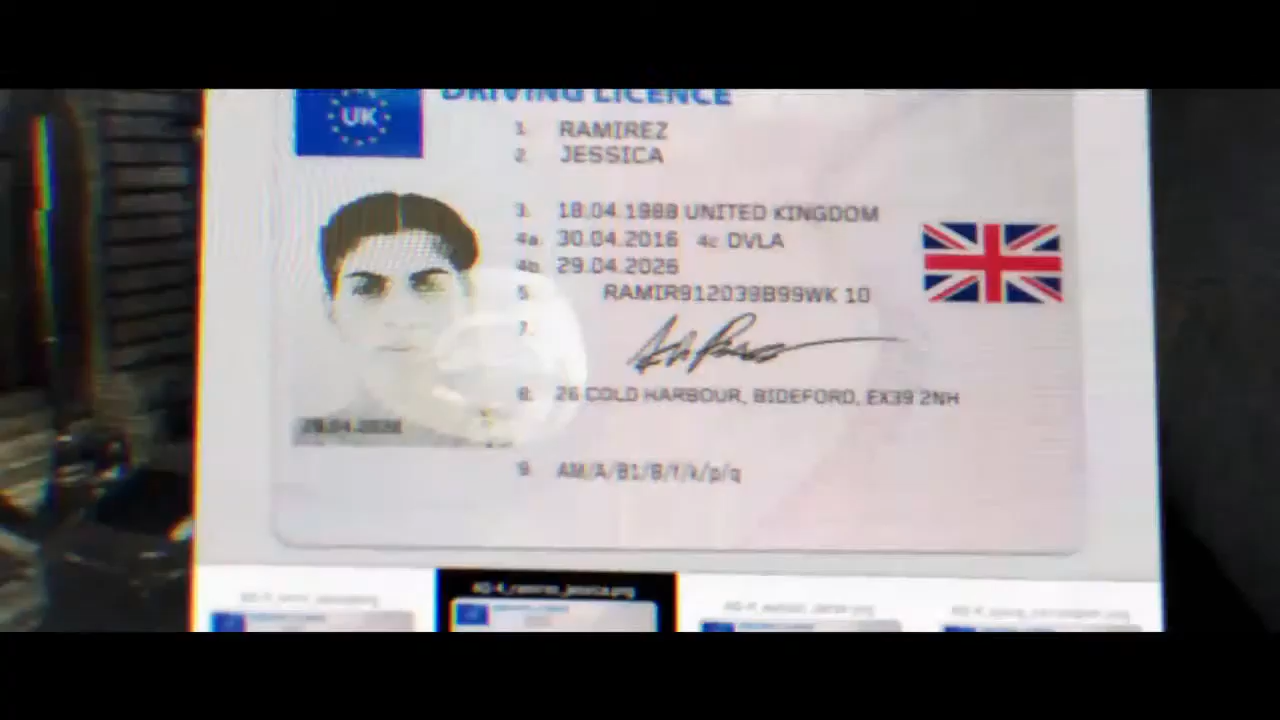 UK
DRIVING LICENCE
1. RAMIREZ
2. JESSICA
3. 18.04.1988 UNITED KINGDOM
4a. 30.04.2016 4c DVLA
4b. 29.04.2026
5. RAMIR912039B99WK 10
7.
8. 26 COLD HARBOUR, BIDEFORD, EX39 2NH
9. AM/A/B1/B/f/k/p/q